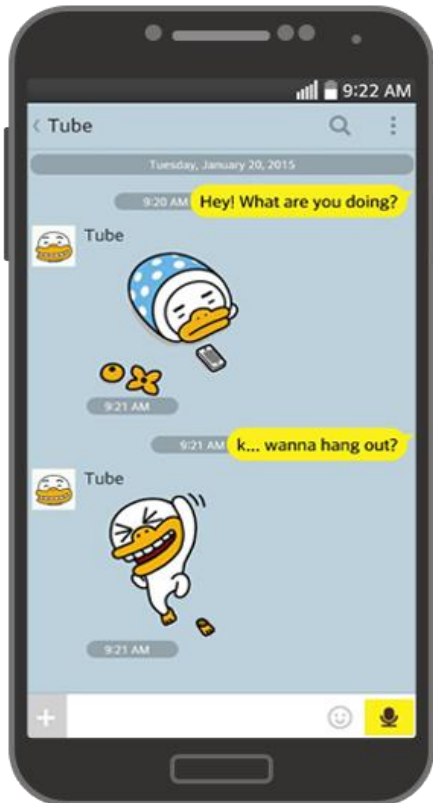 9:22 AM
Tube
Tuesday, January 20, 2015
9:20 AM Hey! What are you doing?
Tube
9:21 AM
9:21 AM k... wanna hang out?
Tube
9:21 AM